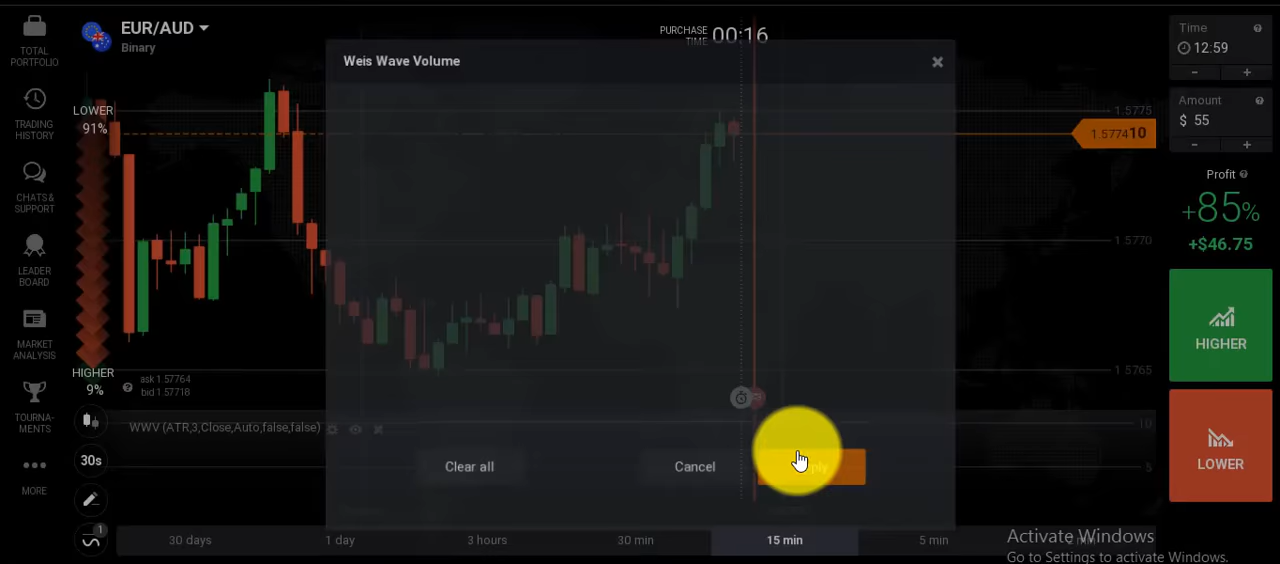 TOTAL
PORTFOLIO
TRADING
HISTORY
CHATS &
SUPPORT
LEADER
BOARD
MARKET
ANALYSIS
TOURNA-
MENTS
MORE
EUR/AUD
Binary
PURCHASE
TIME
00:16
LOWER
91%
HIGHER
9%
ask 1.57764
bid 1.57718
WWV (ATR,3,Close,Auto,false,false)
30s
1
Weis Wave Volume
Clear all
Cancel
1.5775
1.577410
1.5770
1.5765
10
5
30 days
1 day
3 hours
30 min
15 min
5 min
Time
12:59
-
+
Amount
$ 55
-
+
Profit
+85%
+$46.75
HIGHER
LOWER
Activate Windows
Go to Settings to activate Windows.